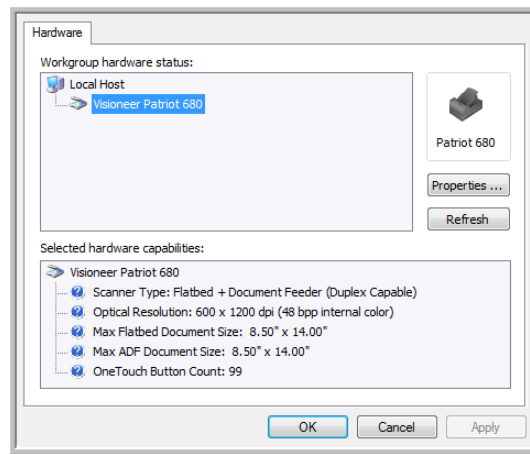 Hardware
Workgroup hardware status:
Local Host
Visioneer Patriot 680
Patriot 680
Properties ...
Refresh
Selected hardware capabilities:
Visioneer Patriot 680
Scanner Type: Flatbed + Document Feeder (Duplex Capable)
Optical Resolution: 600 x 1200 dpi (48 bpp internal color)
Max Flatbed Document Size: 8.50" x 14.00"
Max ADF Document Size: 8.50" x 14.00"
OneTouch Button Count: 99
OK Cancel Apply